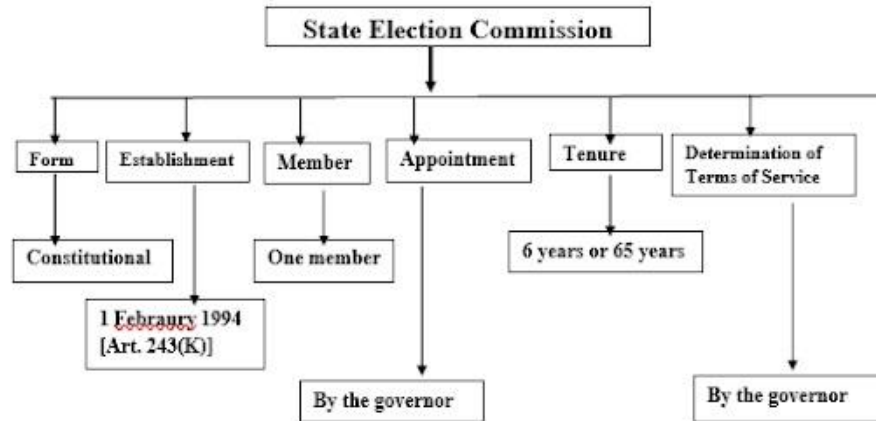 State Election Commission
Form
Establishment
Member
Appointment
Tenure
Determination of
Terms of Service
Constitutional
One member
6 years or 65 years
1 Febraury 1994
[Art. 243(K)]
By the governor
By the governor